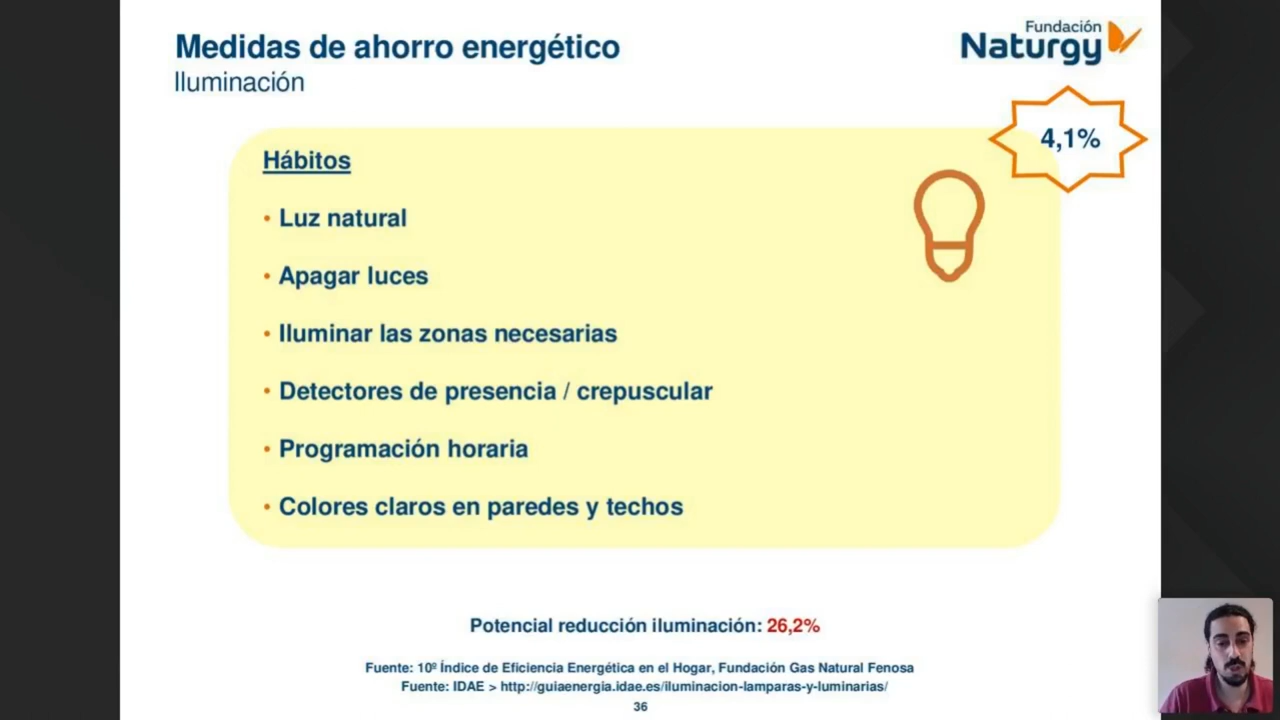 Medidas de ahorro energético
Iluminación
Fundación
Naturgy
4,1%
Hábitos
• Luz natural
• Apagar luces
• Iluminar las zonas necesarias
• Detectores de presencia / crepuscular
• Programación horaria
• Colores claros en paredes y techos
Potencial reducción iluminación: 26,2%
Fuente: 10º Índice de Eficiencia Energética en el Hogar, Fundación Gas Natural Fenosa
Fuente: IDAE > http://guiaenergia.idae.es/iluminacion-lamparas-y-luminarias/
36